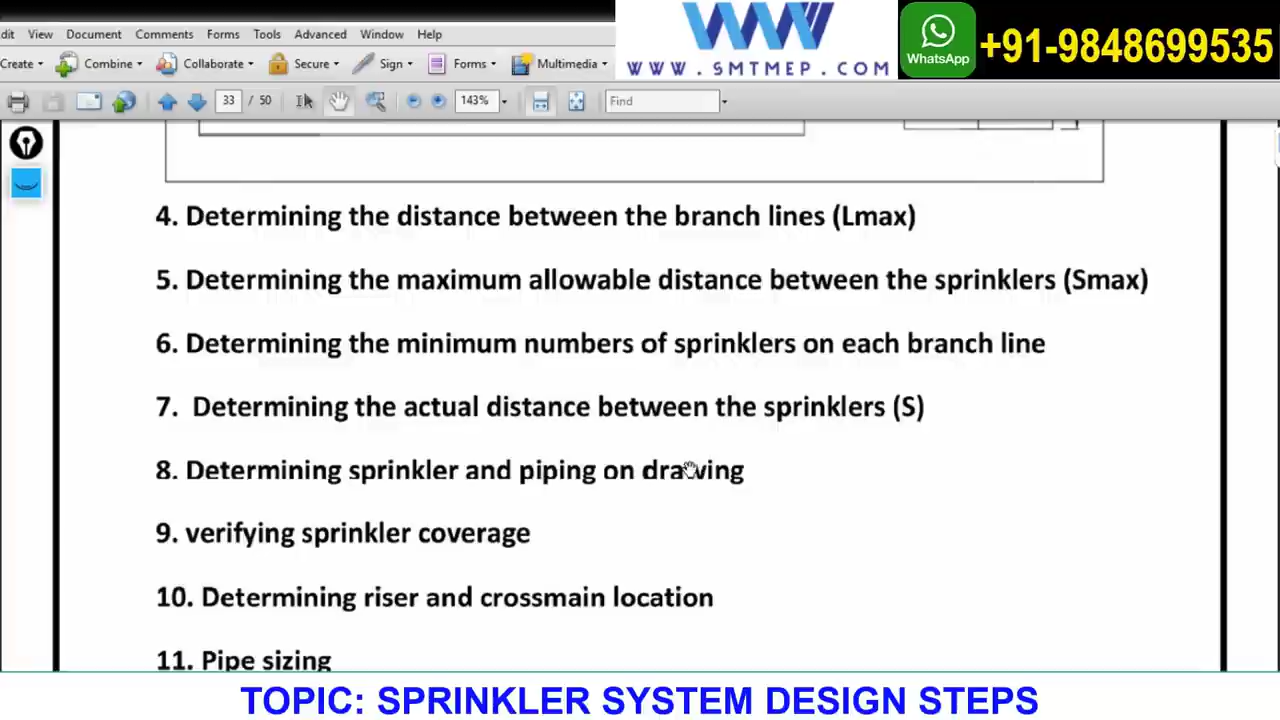 dit View Document Comments Forms Tools Advanced Window Help
WWW.SMTMEP.COM
WhatsApp
+91-9848699535
Create Combine Collaborate Secure Sign Forms Multimedia
33 / 50 143% Find
4. Determining the distance between the branch lines (Lmax)
5. Determining the maximum allowable distance between the sprinklers (Smax)
6. Determining the minimum numbers of sprinklers on each branch line
7. Determining the actual distance between the sprinklers (S)
8. Determining sprinkler and piping on drawing
9. verifying sprinkler coverage
10. Determining riser and crossmain location
11. Pipe sizing
TOPIC: SPRINKLER SYSTEM DESIGN STEPS